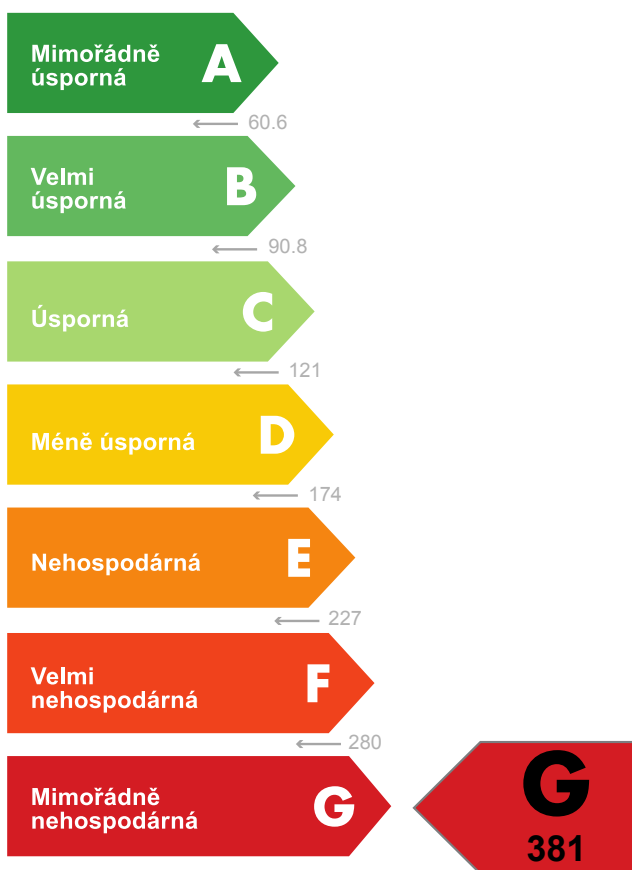 Mimořádně
úsporná
A
60.6
Velmi
úsporná
B
90.8
Úsporná
C
121
Méně úsporná
D
174
Nehospodárná
E
227
Velmi
nehospodárná
F
280
Mimořádně
nehospodárná
G
G
381